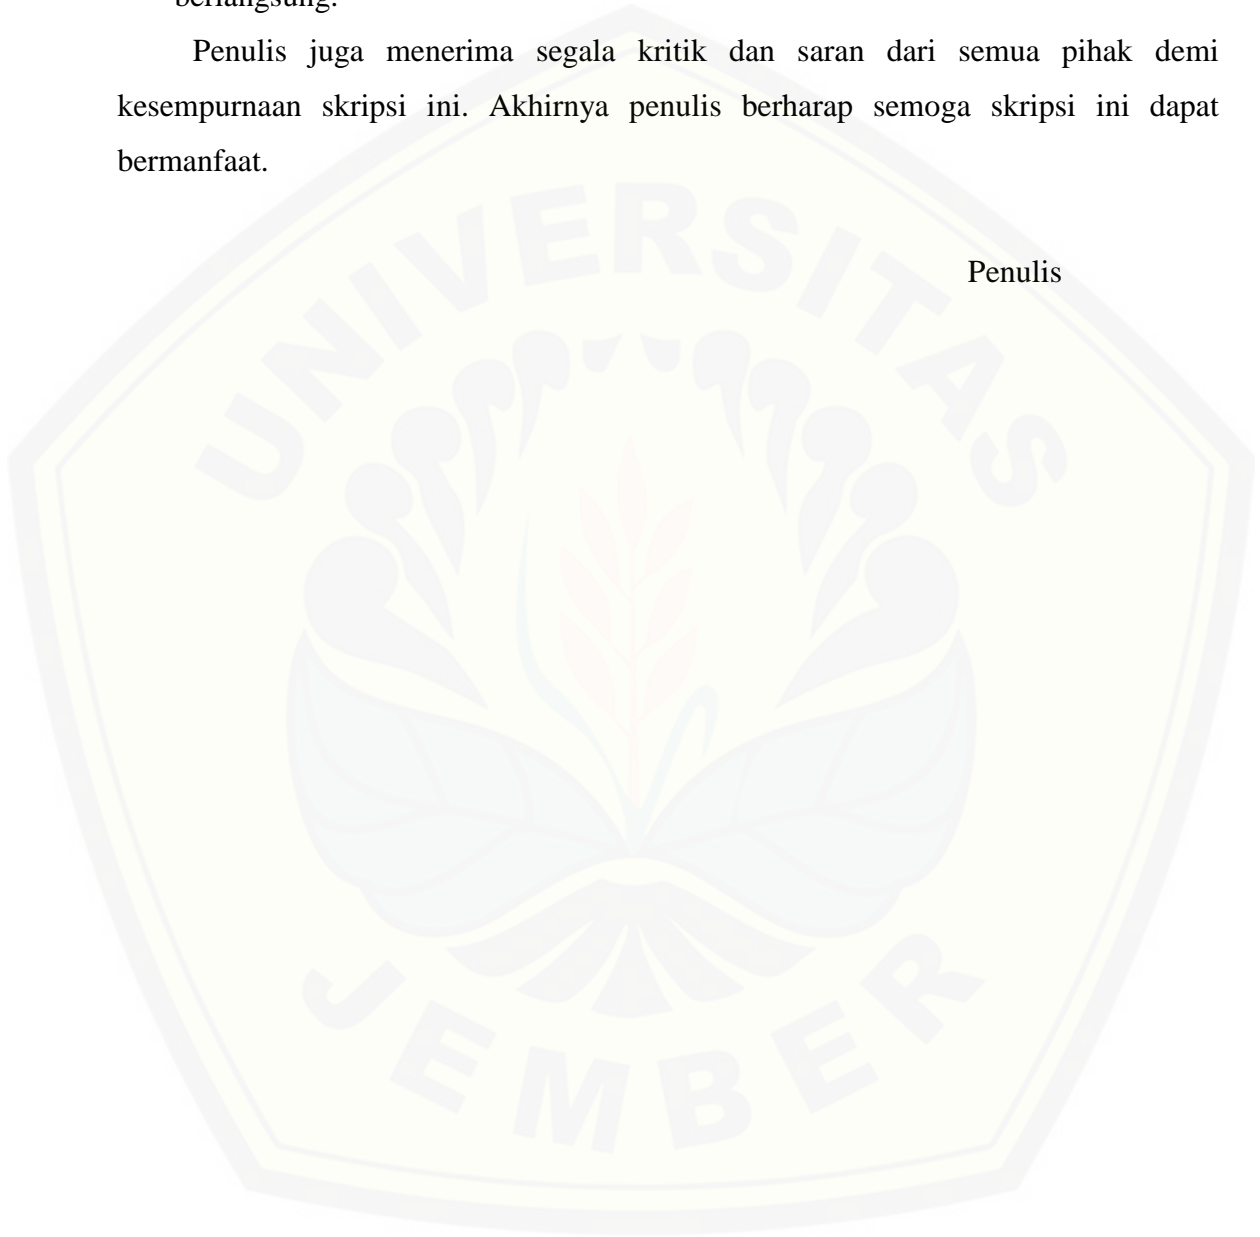 berlangsung.
Penulis juga menerima segala kritik dan saran dari semua pihak demi
kesempurnaan skripsi ini. Akhirnya penulis berharap semoga skripsi ini dapat
bermanfaat.
Penulis
UNIVERSITAS
JEMBER